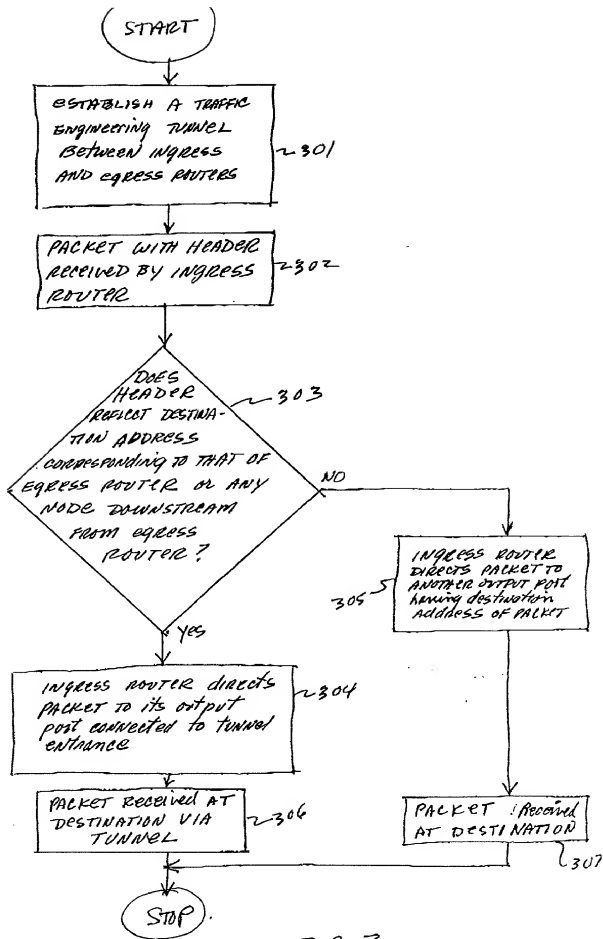 START
ESTABLISH A TRAFFIC
Engineering TUNNEL
Between INGRESS
AND EGRESS ROUTERS
301
PACKET WITH HEADER
RECEIVED BY INGRESS
ROUTER
302
DOES
HEADER
REFLECT DESTINA-
TION ADDRESS
CORRESPONDING TO THAT OF
EGRESS ROUTER OR ANY
NODE DOWNSTREAM
FROM EGRESS
ROUTER?
303
NO
INGRESS ROUTER
DIRECTS PACKET TO
ANOTHER OUTPUT PORT
having destination
ADDRESS OF PACKET
305
yes
INGRESS ROUTER directs
PACKET to its output
port connected to tunnel
entrance
304
PACKET Received AT
DESTINATION VIA
TUNNEL
306
PACKET Received
AT DESTINATION
307
STOP